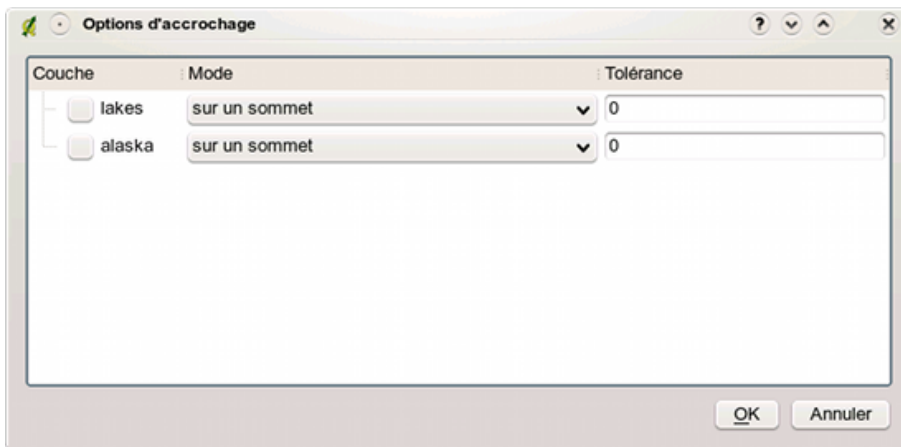 Options d'accrochage
Couche Mode Tolérance
lakes sur un sommet 0
alaska sur un sommet 0
OK Annuler